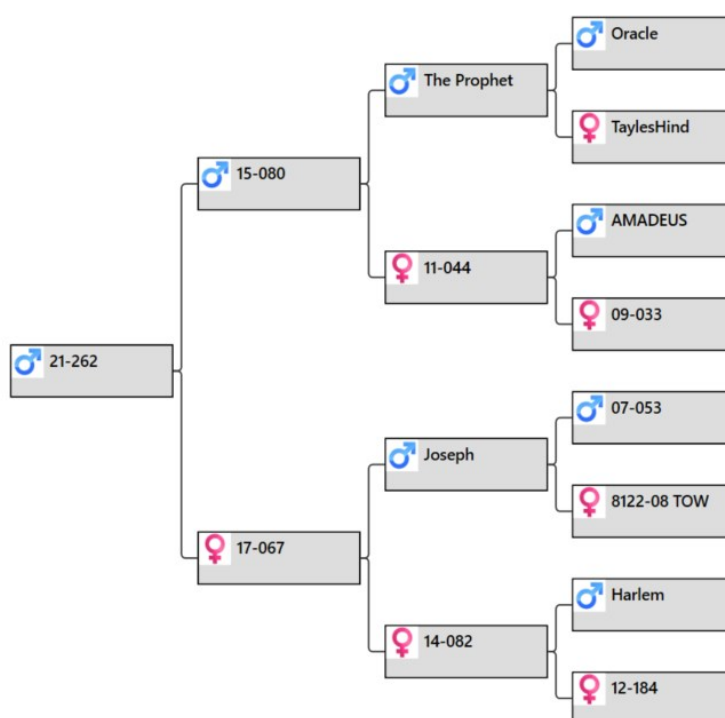 Oracle
The Prophet
TaylesHind
15-080
AMADEUS
11-044
09-033
21-262
07-053
Joseph
8122-08 TOW
17-067
Harlem
14-082
12-184